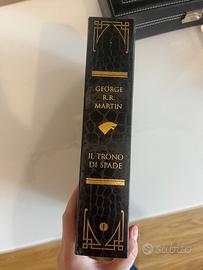 GEORGE
R.R.
MARTIN
IL TRONO
DI SPADE
1
subito